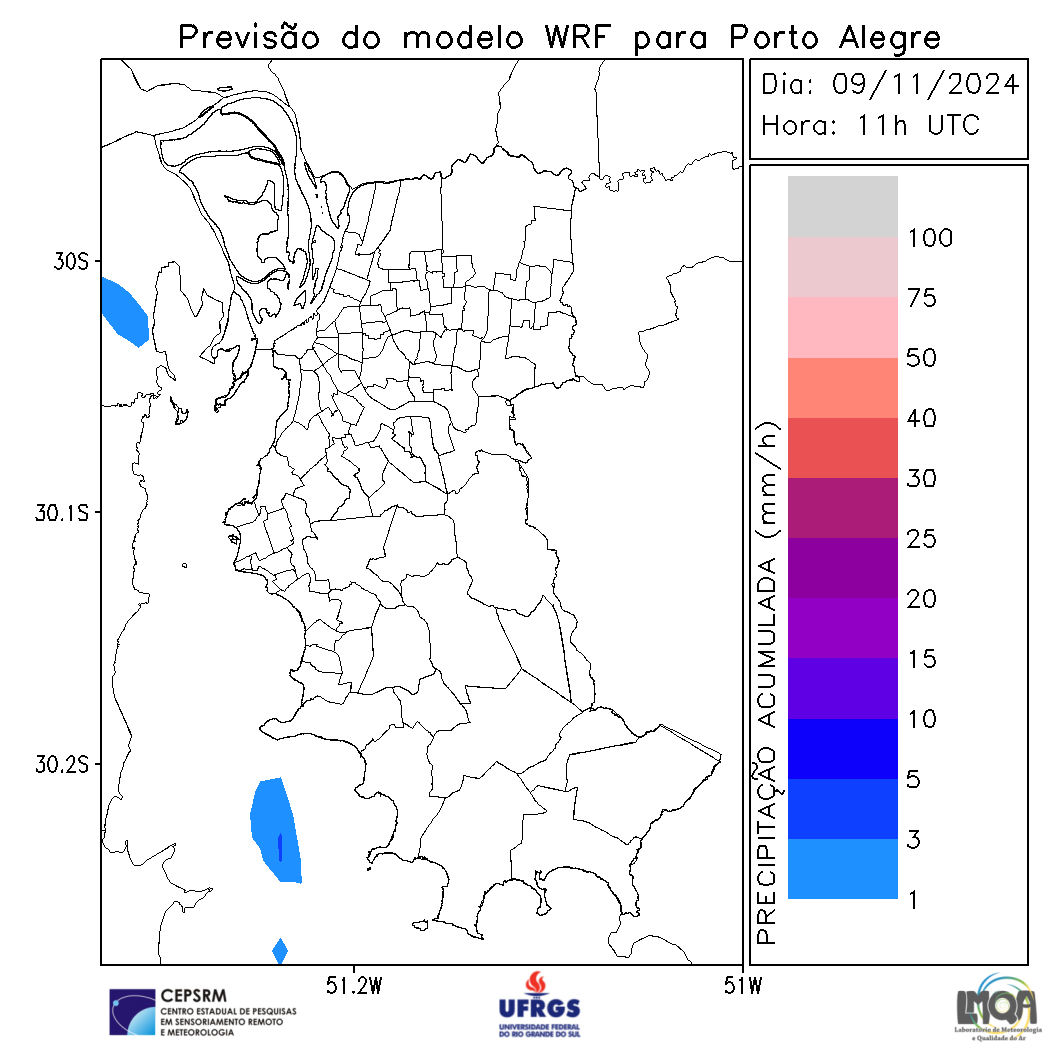 Previsão do modelo WRF para Porto Alegre
Dia: 09/11/2024
Hora: 11h UTC
30S
30.1S
30.2S
51.2W
51W
PRECIPITAÇÃO ACUMULADA (mm/h)
100
75
50
40
30
25
20
15
10
5
3
1
CEPSRM
CENTRO ESTADUAL DE PESQUISAS
EM SENSORIAMENTO REMOTO
E METEOROLOGIA
UFRGS
UNIVERSIDADE FEDERAL
DO RIO GRANDE DO SUL
LMQA
Laboratório de Meteorologia
e Qualidade do Ar